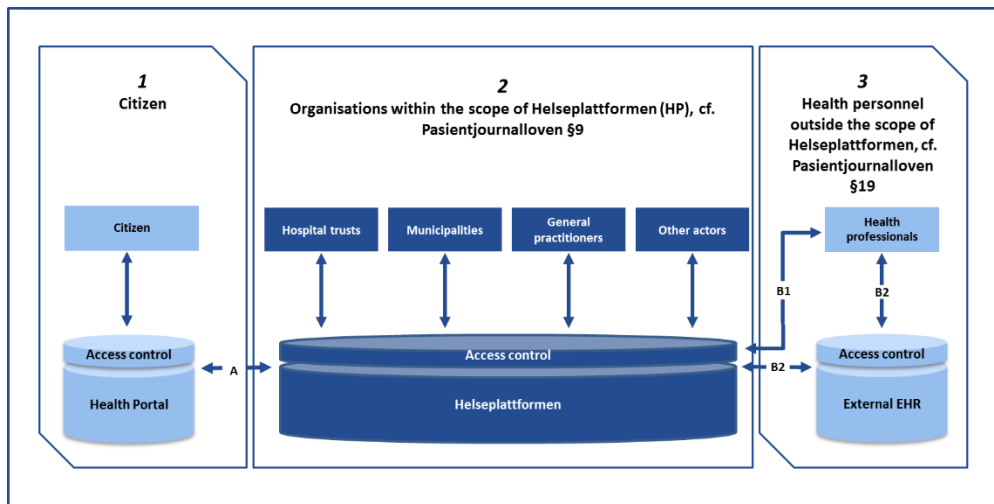 1
Citizen
Citizen
Access control
Health Portal
A
2
Organisations within the scope of Helseplattformen (HP), cf.
Pasientjournalloven §9
Hospital trusts
Municipalities
General
practitioners
Other actors
Access control
Helseplattformen
3
Health personnel
outside the scope of
Helseplattformen, cf.
Pasientjournalloven
§19
Health
professionals
B1
B2
B2
Access control
External EHR